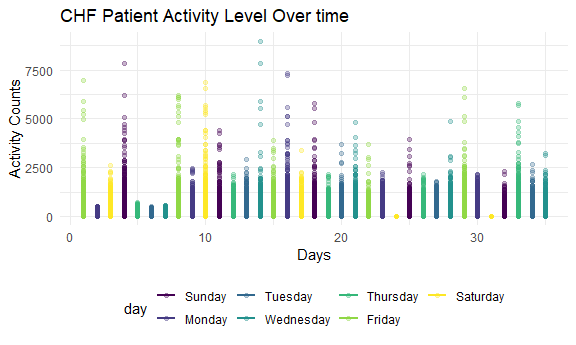 CHF Patient Activity Level Over time
Activity Counts
7500
5000
2500
0
0 10 20 30
Days
day
Sunday Tuesday Thursday Saturday
Monday Wednesday Friday